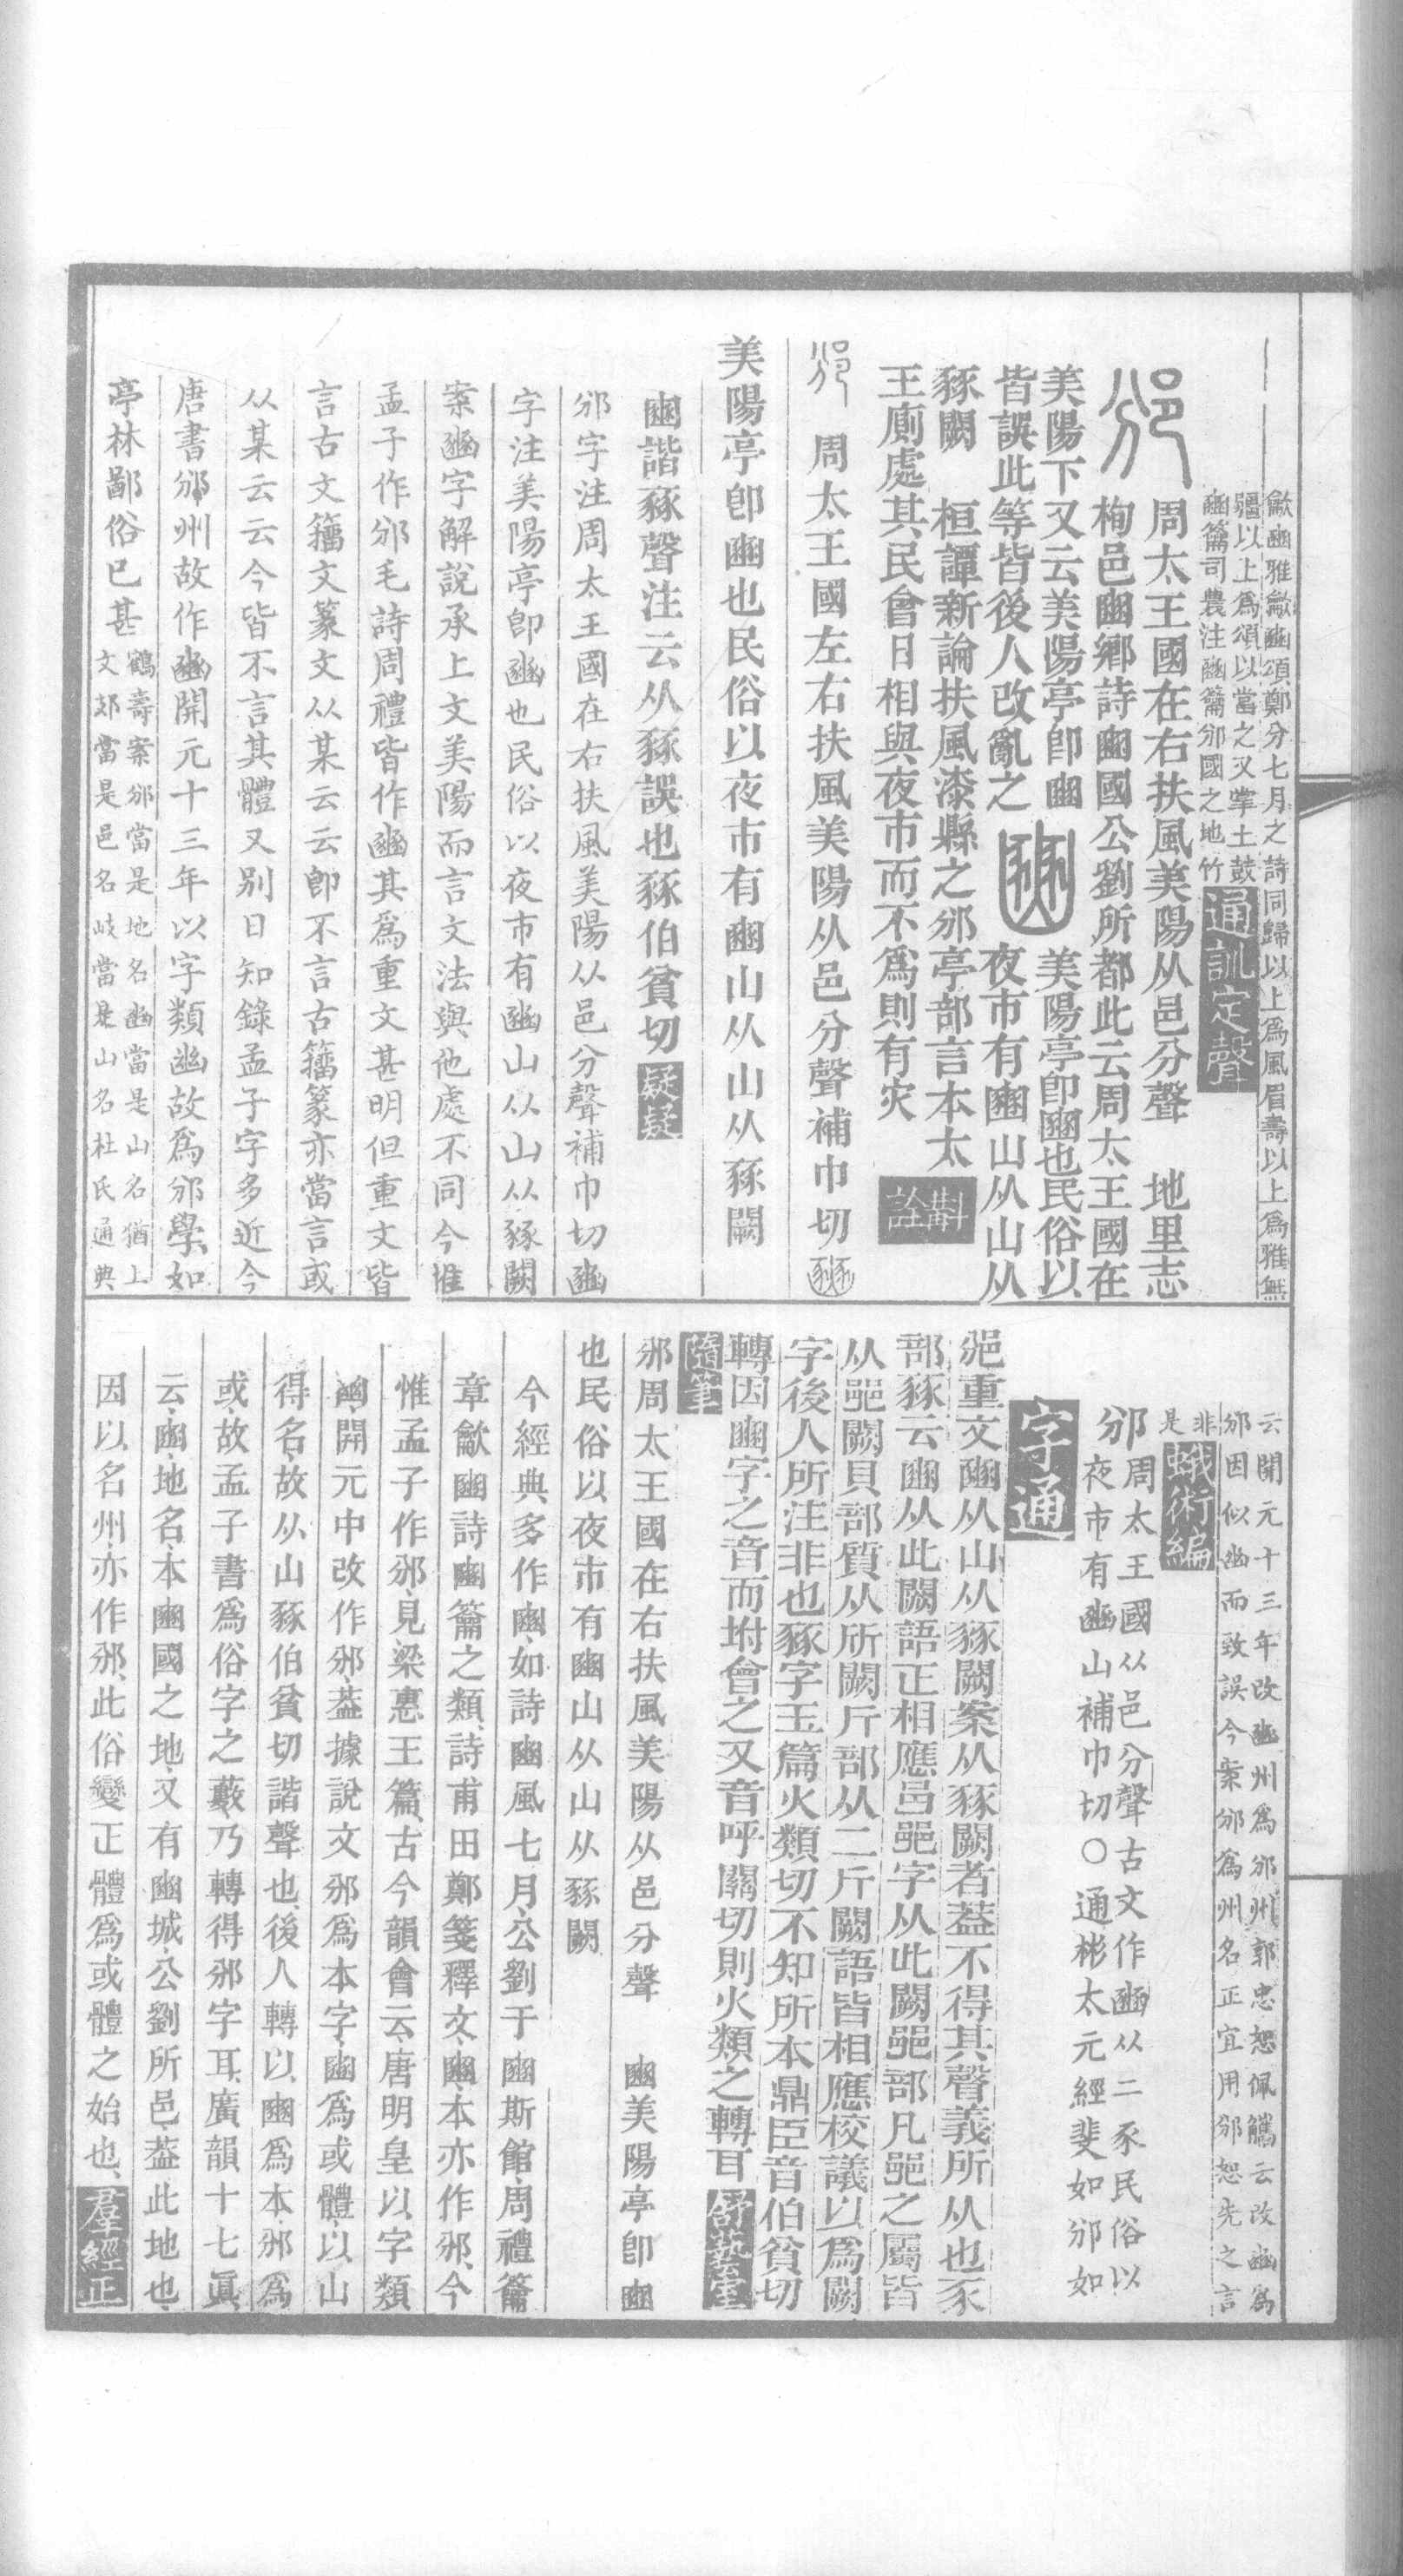 龡豳雅龡豳頌鄭分七月之詩同歸以上爲風眉壽以上爲雅無
疆以上爲頌以當之又掌土鼓
豳籥司農注豳籥邠國之地竹
通訓定聲
邠
周太王國在右扶風美陽从邑分聲　地里志
栒邑豳鄉詩豳國公劉所都此云周太王國在
美陽下又云美陽亭卽豳
豳
美陽亭卽豳也民俗以
皆誤此等皆後人改亂之
夜市有豳山从山从
豩闕　桓譚新論扶風漆縣之邠亭部言本太
王廁處其民會日相與夜市而不爲則有灾
斠詮
邠　周太王國左右扶風美陽从邑分聲補巾切豳
美陽亭卽豳也民俗以夜市有豳山从山从豩闕
豳諧豩聲注云从豩誤也豩伯貧切
疑疑
邠字注周太王國在右扶風美陽从邑分聲補巾切豳
字注美陽亭卽豳也民俗以夜市有豳山从山从豩闕
案豳字解說承上文美陽而言文法與他處不同今惟
孟子作邠毛詩周禮皆作豳其爲重文甚明但重文皆
言古文籒文篆文从某云云卽不言古籒篆亦當言或
从某云云今皆不言其體又別日知錄孟子字多近今
唐書邠州故作豳開元十三年以字類幽故爲邠學如
亭林鄙俗已甚
鶴壽案邠當是地名豳當是山名猶上
文郊當是邑名岐當是山名杜氏通典
云開元十三年改豳州爲邠州郭忠恕佩觿云改豳爲
邠因似幽而致誤今案邠爲州名正宜用邠恕先之言
非
是
蛾術編
邠
周太王國从邑分聲古文作豳从二豕民俗以
夜市有豳山補巾切○通彬太元經斐如邠如
字通
巹重文豳从山从豩闕案从豩闕者葢不得其聲義所从也豕
部豩云豳从此闕語正相應邑𨛜字从此闕𨛜部凡𨛜之屬皆
从𨛜闕貝部質从所闕斤部从二斤闕語皆相應校議以爲闕
字後人所注非也豩字玉篇火類切不知所本鼎臣音伯貧切
轉因豳字之音而坿會之又音呼關切則火類之轉耳
舒藝室
隨筆
邠周太王國在右扶風美陽从邑分聲　豳美陽亭卽豳
也民俗以夜市有豳山从山从豩闕
今經典多作豳、如詩豳風七月、公劉于豳斯館、周禮籥
章龡豳詩豳籥之類、詩甫田鄭箋釋文、豳、本亦作邠、今
惟孟子作邠、見梁惠王篇、古今韻會云、唐明皇以字類
幽、開元中改作邠、葢據說文邠爲本字、豳爲或體、以山
得名、故从山豩伯貧切諧聲也、後人轉以豳爲本、邠爲
或、故孟子書爲俗字之藪、乃轉得邠字耳、廣韻十七眞、
云、豳、地名、本豳國之地、又有豳城、公劉所邑、葢此地也、
因以名州、亦作邠、此俗變正體爲或體之始也、
羣經正